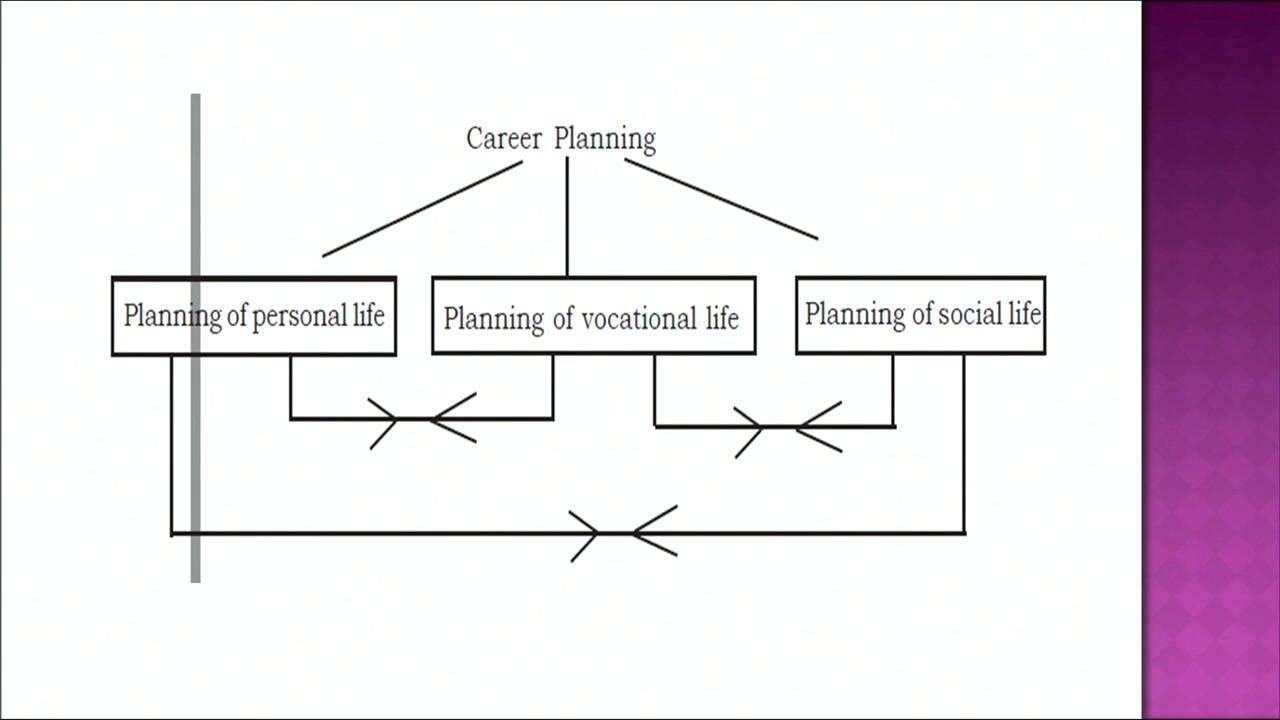 Career Planning
Planning of personal life
Planning of vocational life
Planning of social life